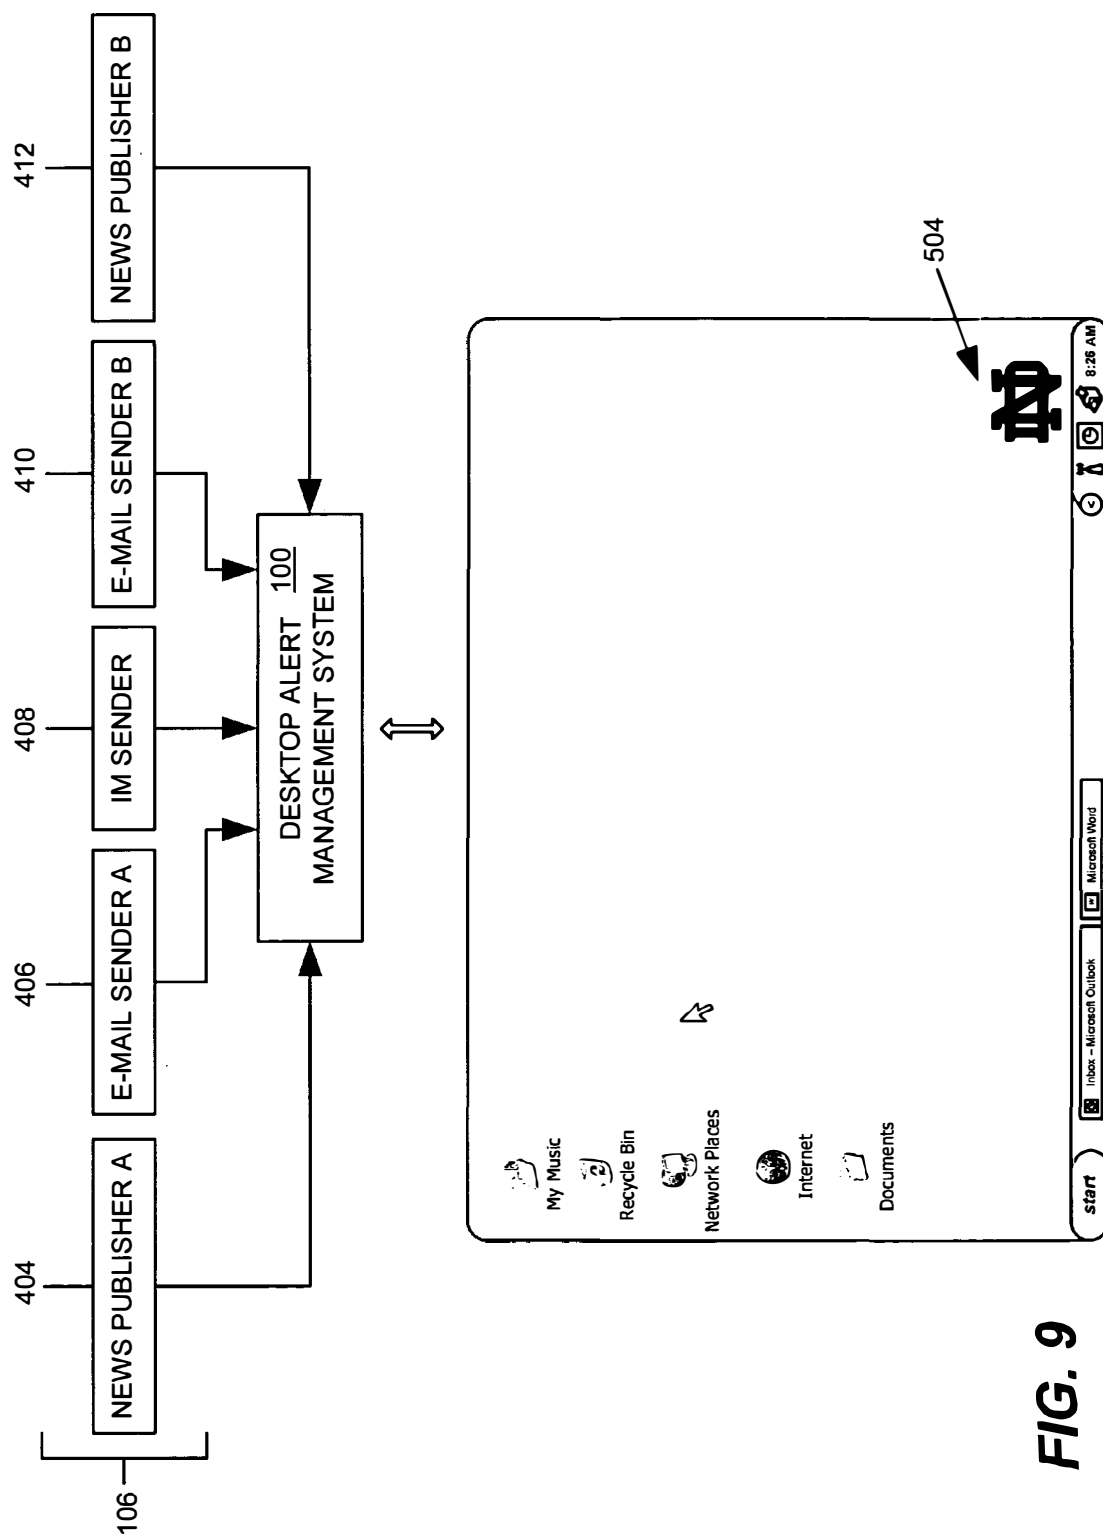 106
404
406
408
410
412
NEWS PUBLISHER A
E-MAIL SENDER A
IM SENDER
E-MAIL SENDER B
NEWS PUBLISHER B
DESKTOP ALERT 100
MANAGEMENT SYSTEM
My Music
Recycle Bin
Network Places
Internet
Documents
504
ND
start
Inbox – Microsoft Outlook
W
Microsoft Word
<
8:26 AM
FIG. 9